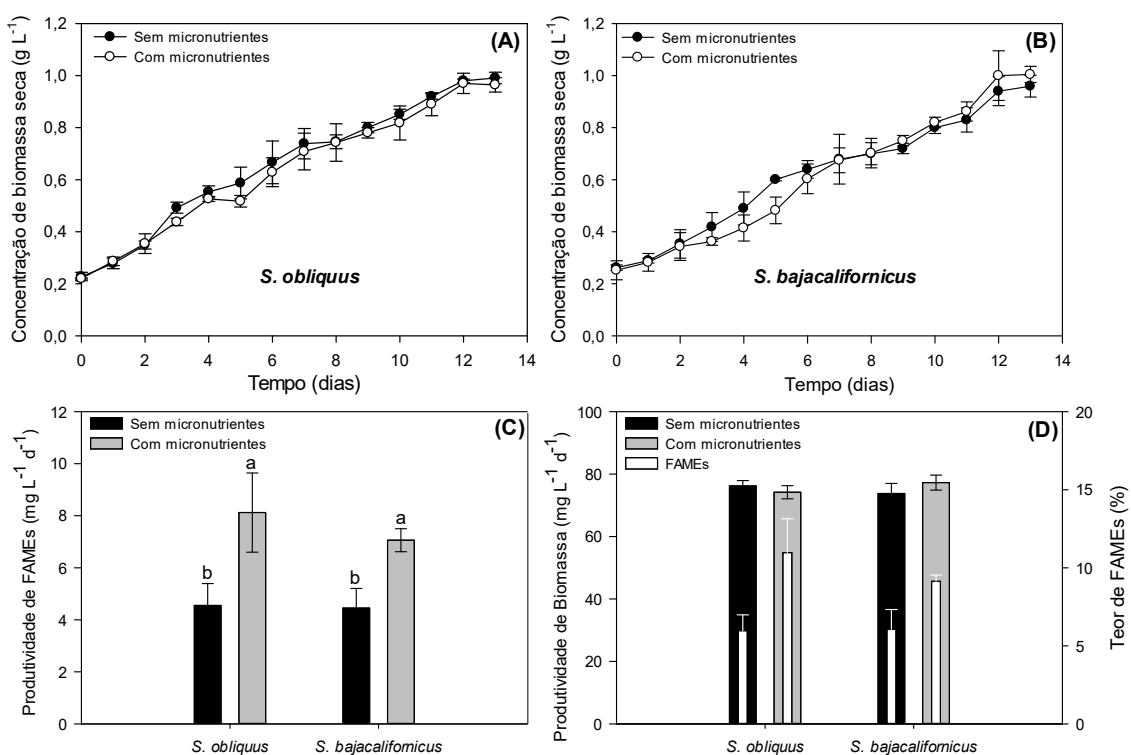 Concentração de biomassa seca (g L⁻¹)
1,2
1,0
0,8
0,6
0,4
0,2
0,0
Sem micronutrientes
Com micronutrientes
(A)
S. obliquus
0 2 4 6 8 10 12 14
Tempo (dias)
Concentração de biomassa seca (g L⁻¹)
1,2
1,0
0,8
0,6
0,4
0,2
0,0
Sem micronutrientes
Com micronutrientes
(B)
S. bajacalifornicus
0 2 4 6 8 10 12 14
Tempo (dias)
Produtividade de FAMEs (mg L⁻¹ d⁻¹)
12
10
8
6
4
2
0
Sem micronutrientes
Com micronutrientes
(C)
b a b a
S. obliquus S. bajacalifornicus
Produtividade de Biomassa (mg L⁻¹ d⁻¹)
100
80
60
40
20
0
Sem micronutrientes
Com micronutrientes
FAMEs
(D)
20
15
10
5
0
Teor de FAMEs (%)
S. obliquus S. bajacalifornicus